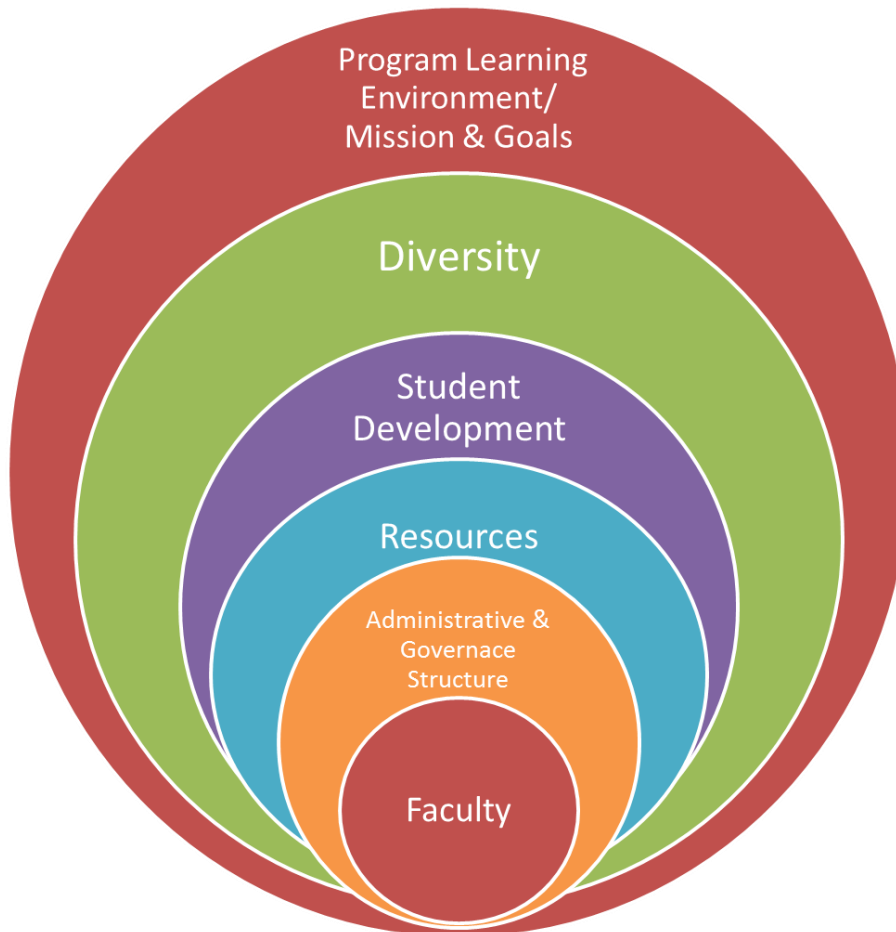 Program Learning
Environment/
Mission & Goals
Diversity
Student
Development
Resources
Administrative &
Governace
Structure
Faculty